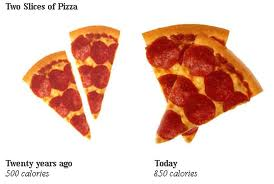 Two Slices of Pizza
Twenty years ago
500 calories
Today
850 calories